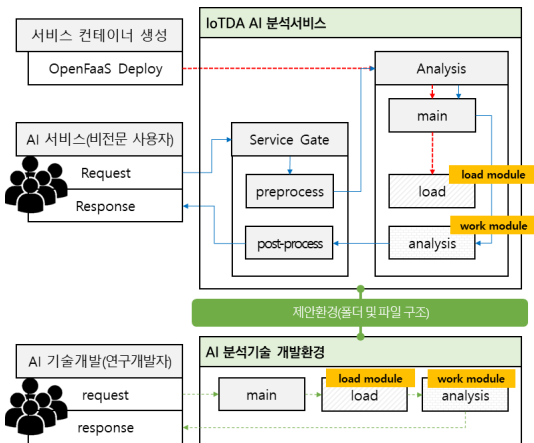 서비스 컨테이너 생성
OpenFaaS Deploy
IoTDA AI 분석서비스
Analysis
main
load module
load
work module
analysis
AI 서비스(비전문 사용자)
Request
Response
Service Gate
preprocess
post-process
제안환경(폴더 및 파일 구조)
AI 기술개발(연구개발자)
request
response
AI 분석기술 개발환경
main
load module
load
work module
analysis